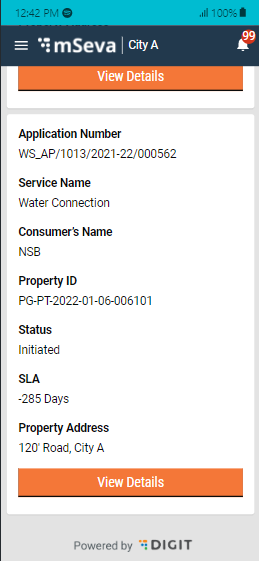 12:42 PM
100%
mSeva
City A
99
View Details
Application Number
WS_AP/1013/2021-22/000562
Service Name
Water Connection
Consumer's Name
NSB
Property ID
PG-PT-2022-01-06-006101
Status
Initiated
SLA
-285 Days
Property Address
120' Road, City A
View Details
Powered by DIGIT